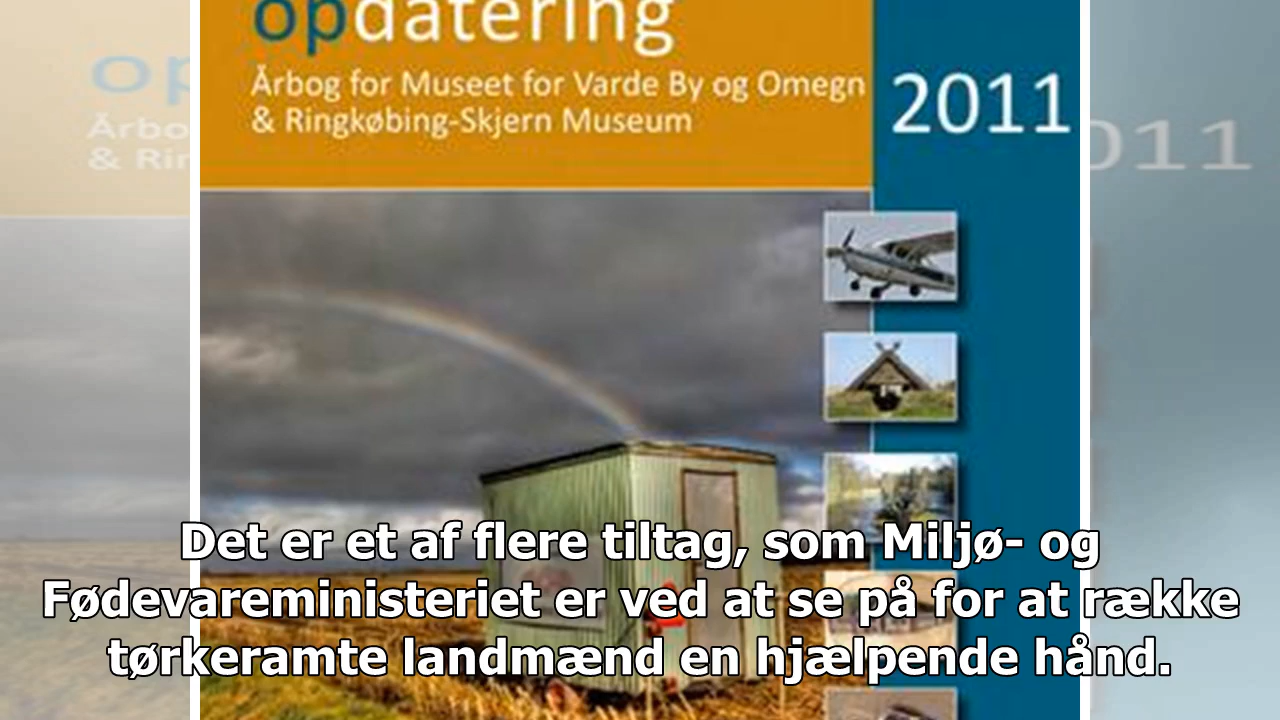 opdatering
Årbog for Museet for Varde By og Omegn
& Ringkøbing-Skjern Museum
2011
Det er et af flere tiltag, som Miljø- og
Fødevareministeriet er ved at se på for at række
tørkeramte landmænd en hjælpende hånd.